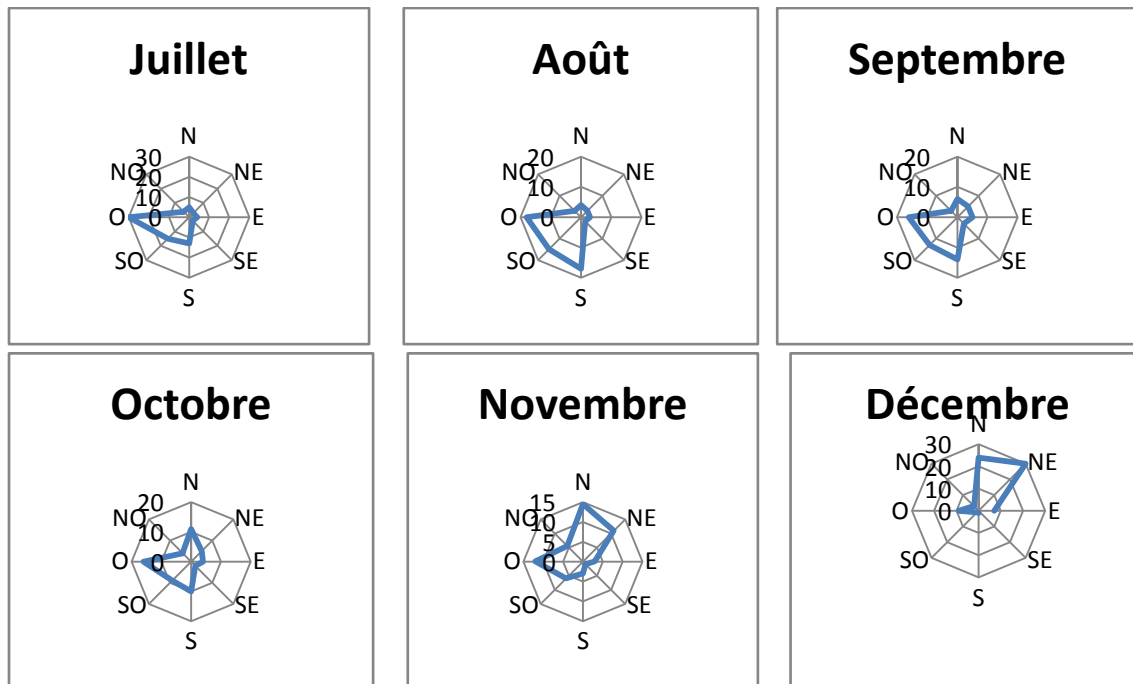 Juillet
N
30
NO
20
NE
10
O
0
E
SO
SE
S
Août
N
20
NO
NE
10
O
0
E
SO
SE
S
Septembre
N
20
NO
NE
10
O
0
E
SO
SE
S
Octobre
N
20
NO
NE
10
O
0
E
SO
SE
S
Novembre
N
15
NO
NE
10
5
O
0
E
SO
SE
S
Décembre
N
30
NO
NE
20
10
O
0
E
SO
SE
S